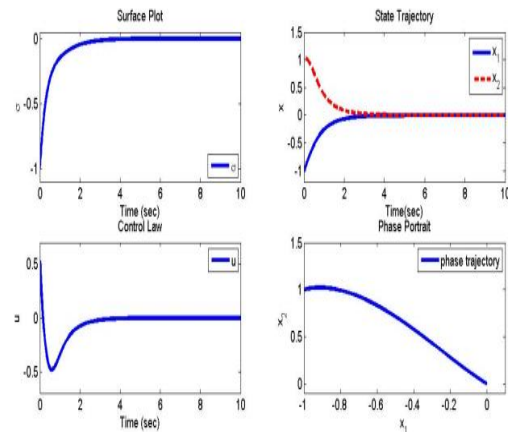 Surface Plot
0
-0.5
-1
σ
σ
0 2 4 6 8 10
Time (sec)
State Trajectory
1.5
1
0.5
0
-0.5
-1
x
x1
x2
0 2 4 6 8 10
Time(sec)
Control Law
0.5
0
-0.5
u
u
0 2 4 6 8 10
Time (sec)
Phase Portrait
1.5
1
0.5
0
x2
phase trajectory
-1 -0.8 -0.6 -0.4 -0.2 0
x1